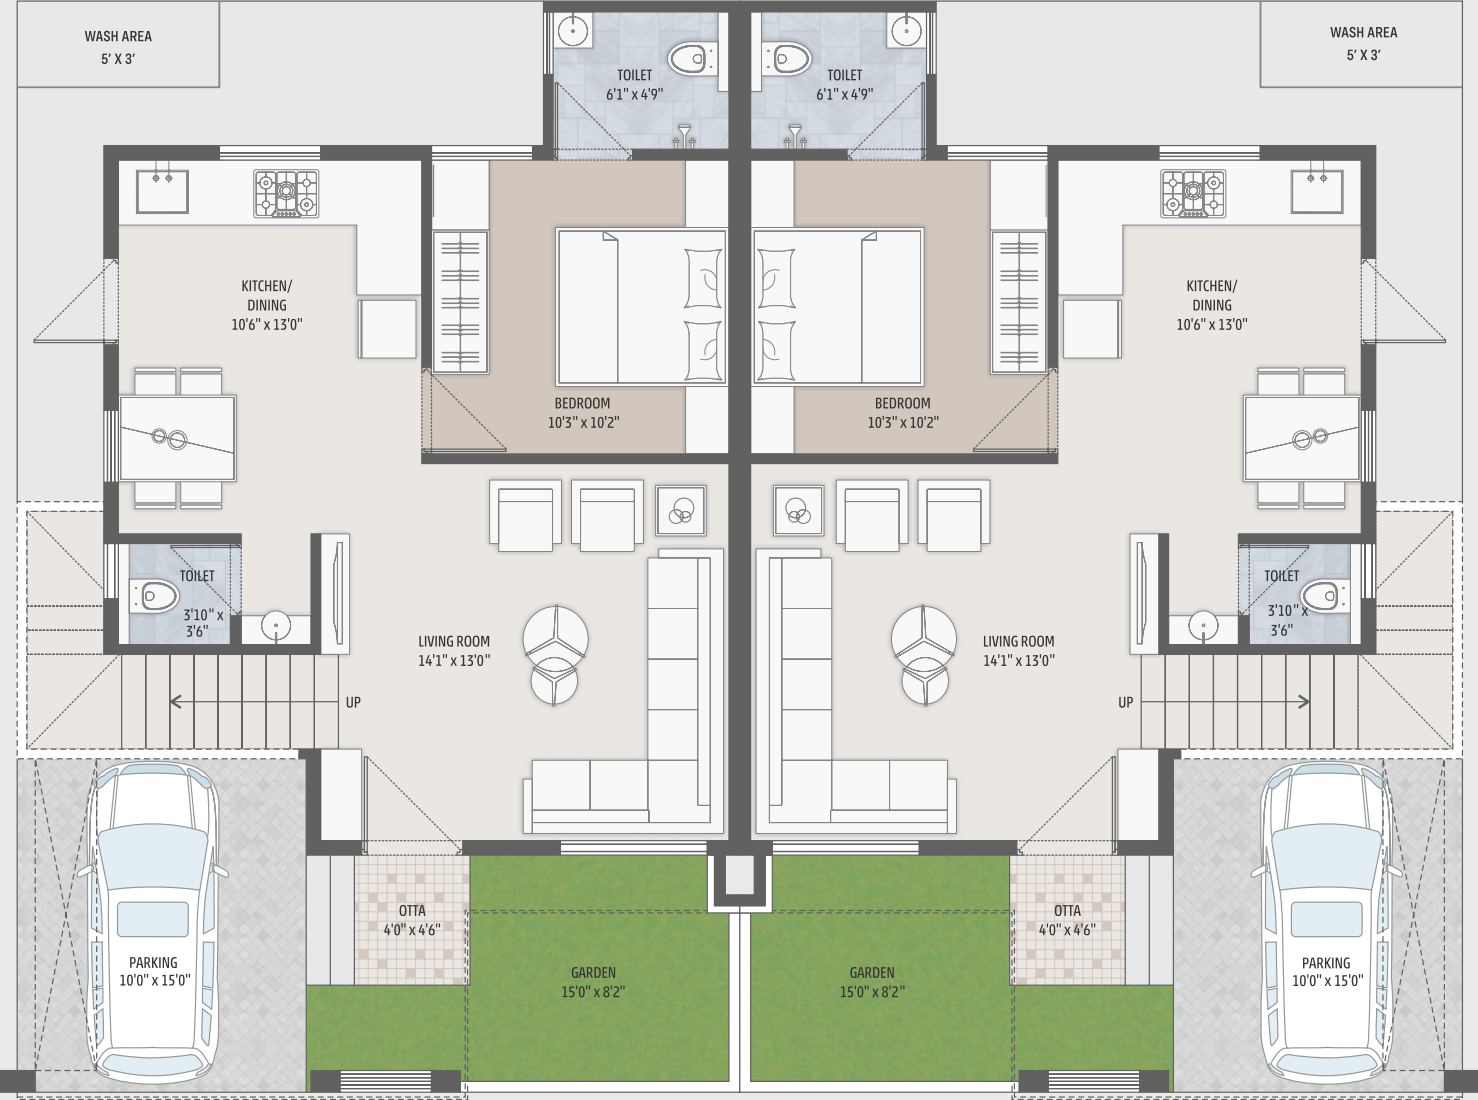 WASH AREA
5’ X 3’
WASH AREA
5’ X 3’
TOILET
6'1" x 4'9"
TOILET
6'1" x 4'9"
KITCHEN/
DINING
10'6" x 13'0"
KITCHEN/
DINING
10'6" x 13'0"
BEDROOM
10'3" x 10'2"
BEDROOM
10'3" x 10'2"
TOILET
3'10" x
3'6"
TOILET
3'10" x
3'6"
LIVING ROOM
14'1" x 13'0"
LIVING ROOM
14'1" x 13'0"
UP
UP
OTTA
4'0" x 4'6"
OTTA
4'0" x 4'6"
PARKING
10'0" x 15'0"
GARDEN
15'0" x 8'2"
GARDEN
15'0" x 8'2"
PARKING
10'0" x 15'0"